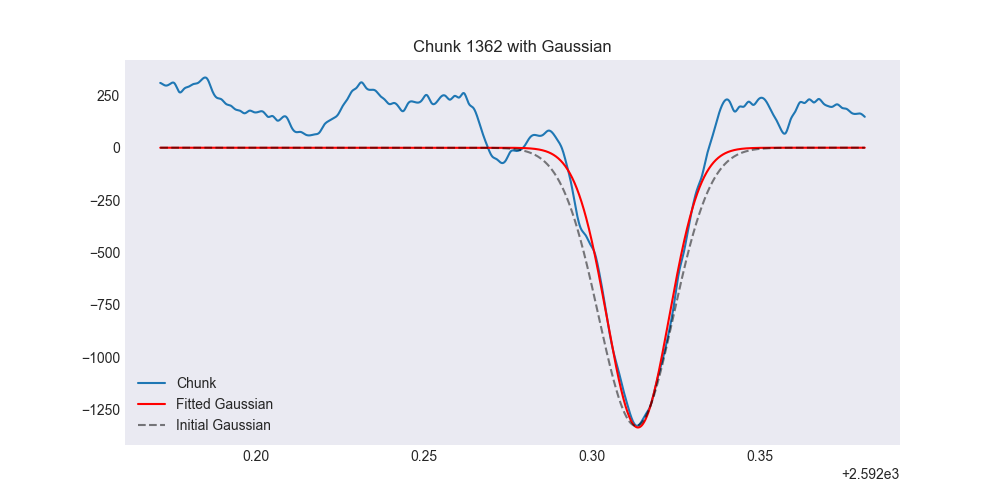 Chunk 1362 with Gaussian
250
0
−250
−500
−750
−1000
−1250
Chunk
Fitted Gaussian
Initial Gaussian
0.20 0.25 0.30 0.35
+2.592e3